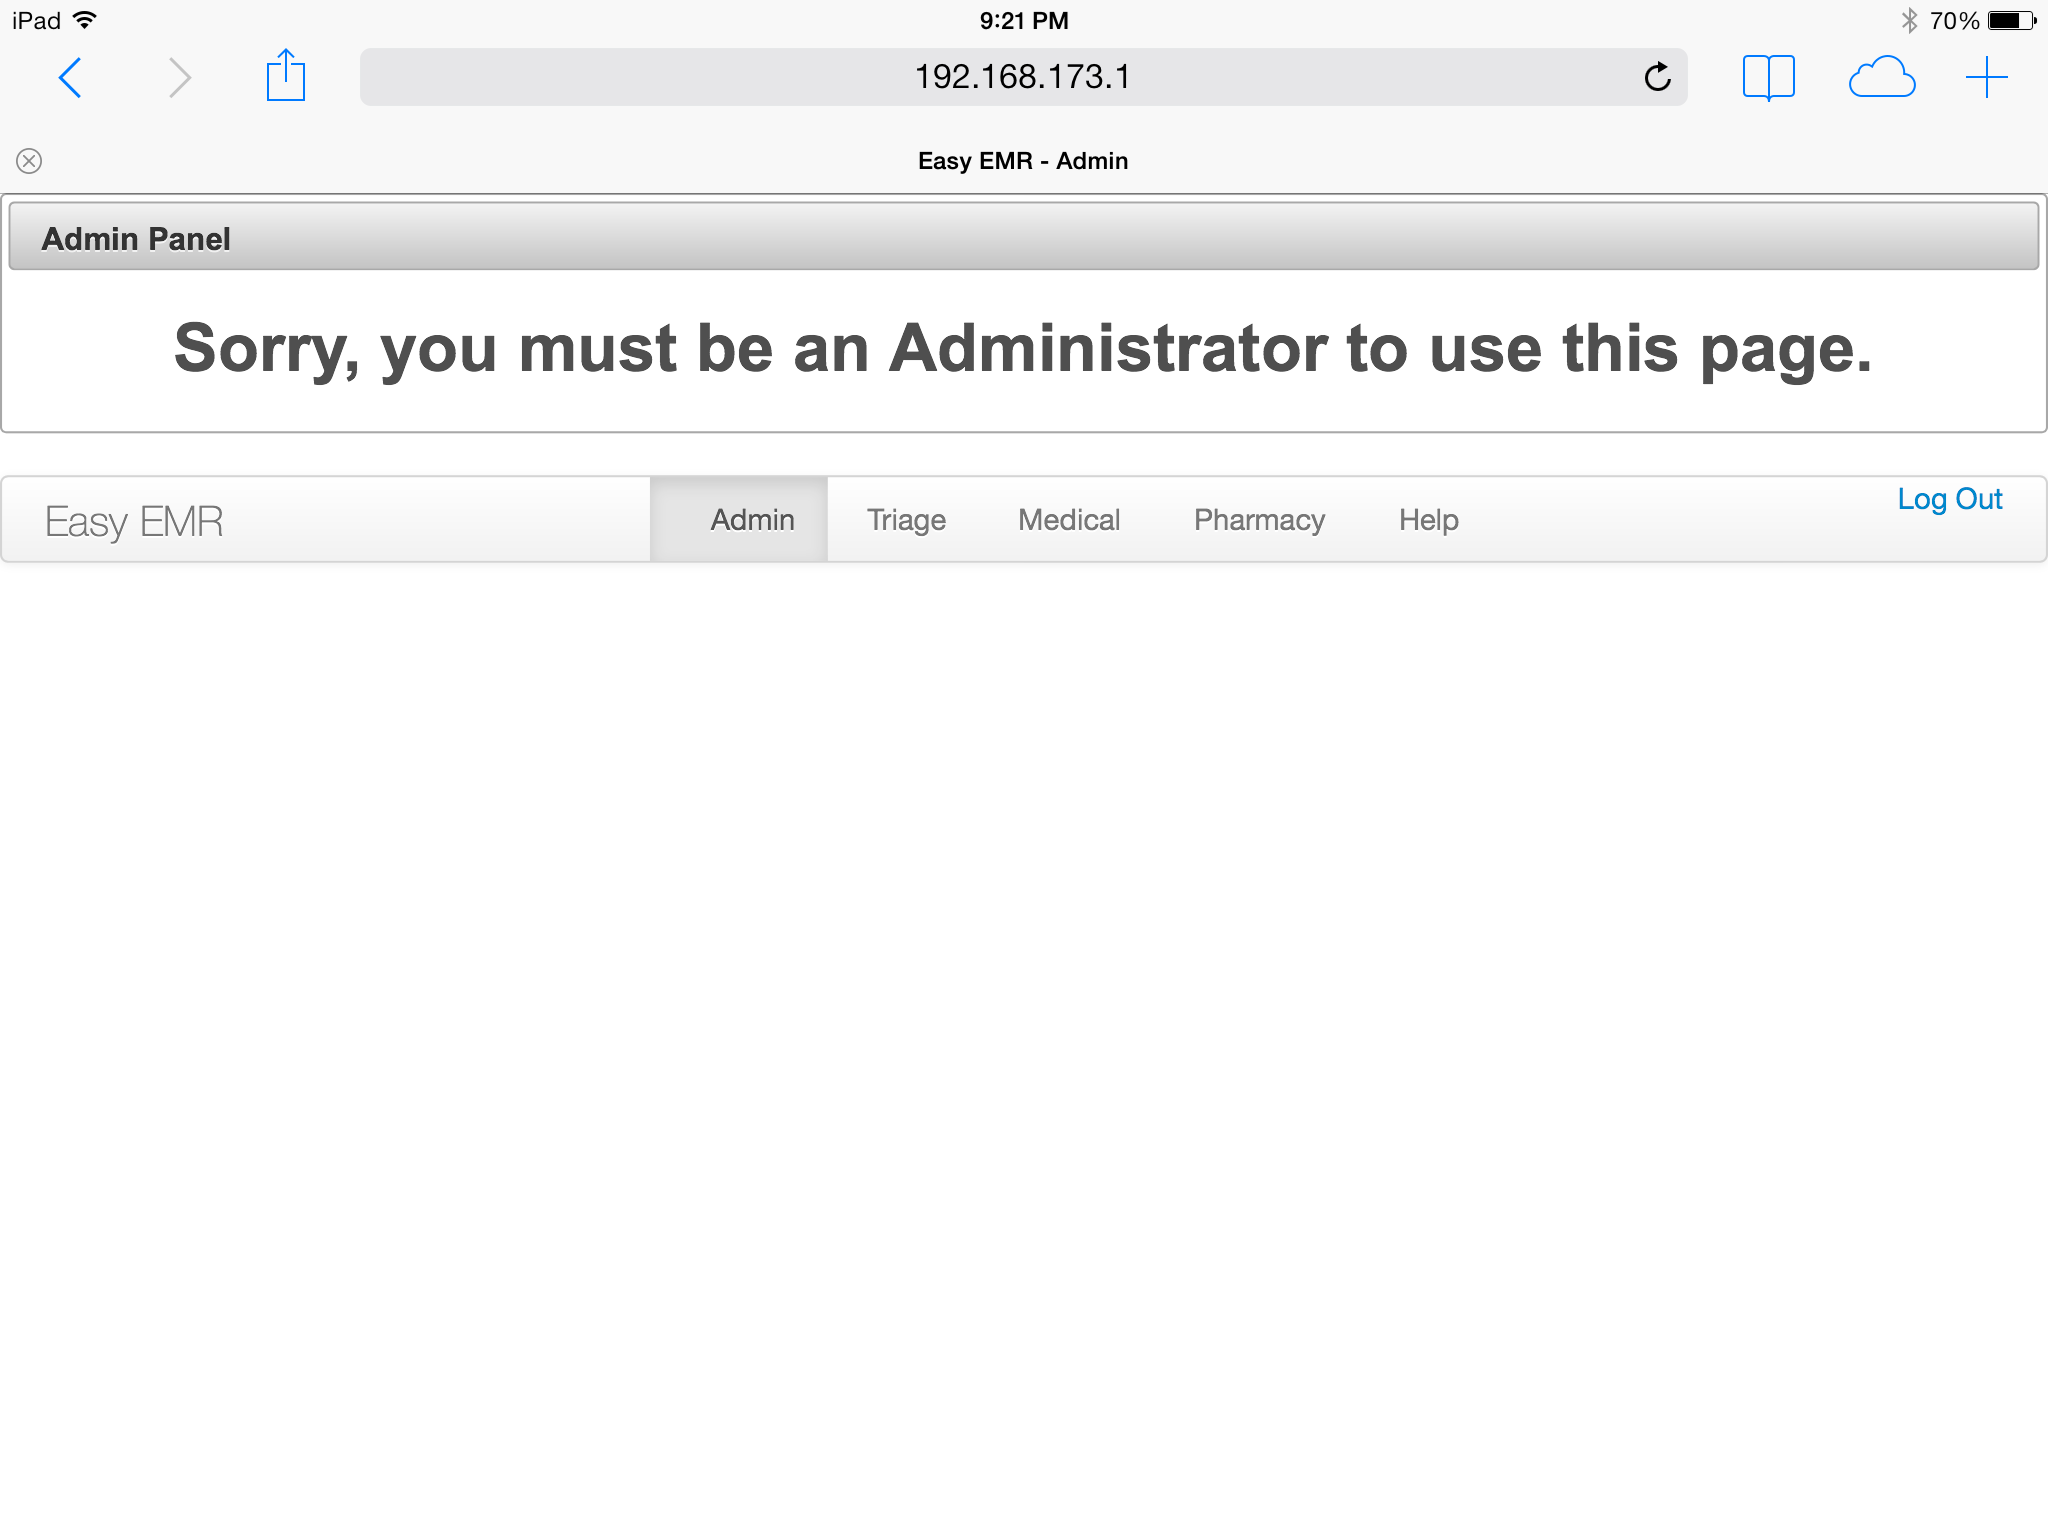 iPad 9:21 PM 70%
192.168.173.1
Easy EMR - Admin
Admin Panel
Sorry, you must be an Administrator to use this page.
Easy EMR Admin Triage Medical Pharmacy Help Log Out